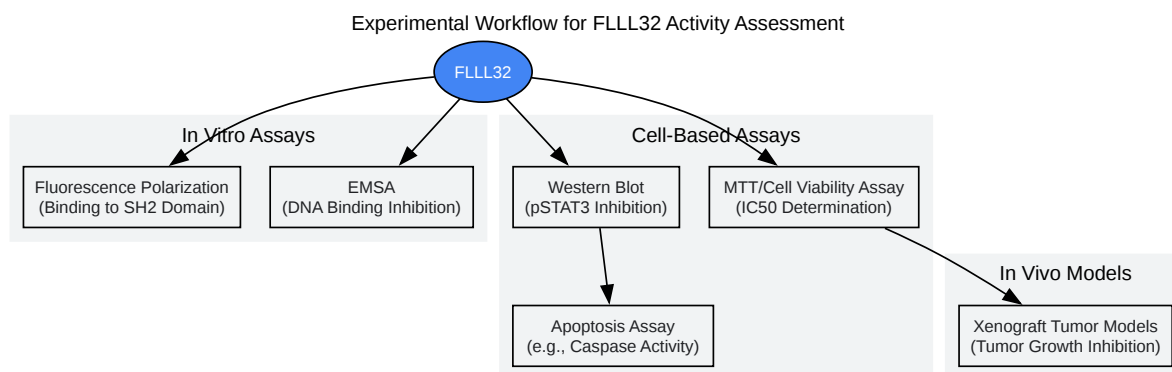 Experimental Workflow for FLLL32 Activity Assessment
FLLL32
In Vitro Assays
Fluorescence Polarization
(Binding to SH2 Domain)
EMSA
(DNA Binding Inhibition)
Cell-Based Assays
Western Blot
(pSTAT3 Inhibition)
MTT/Cell Viability Assay
(IC50 Determination)
Apoptosis Assay
(e.g., Caspase Activity)
In Vivo Models
Xenograft Tumor Models
(Tumor Growth Inhibition)